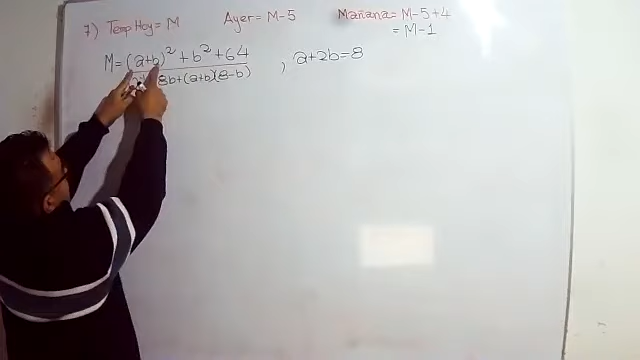 7) Temp Hoy = M Ayer = M-5 Mañana = M-5+4
= M-1
M = (a+b)² + b² + 64 , a+2b=8
8b+(a+b)(8-b)